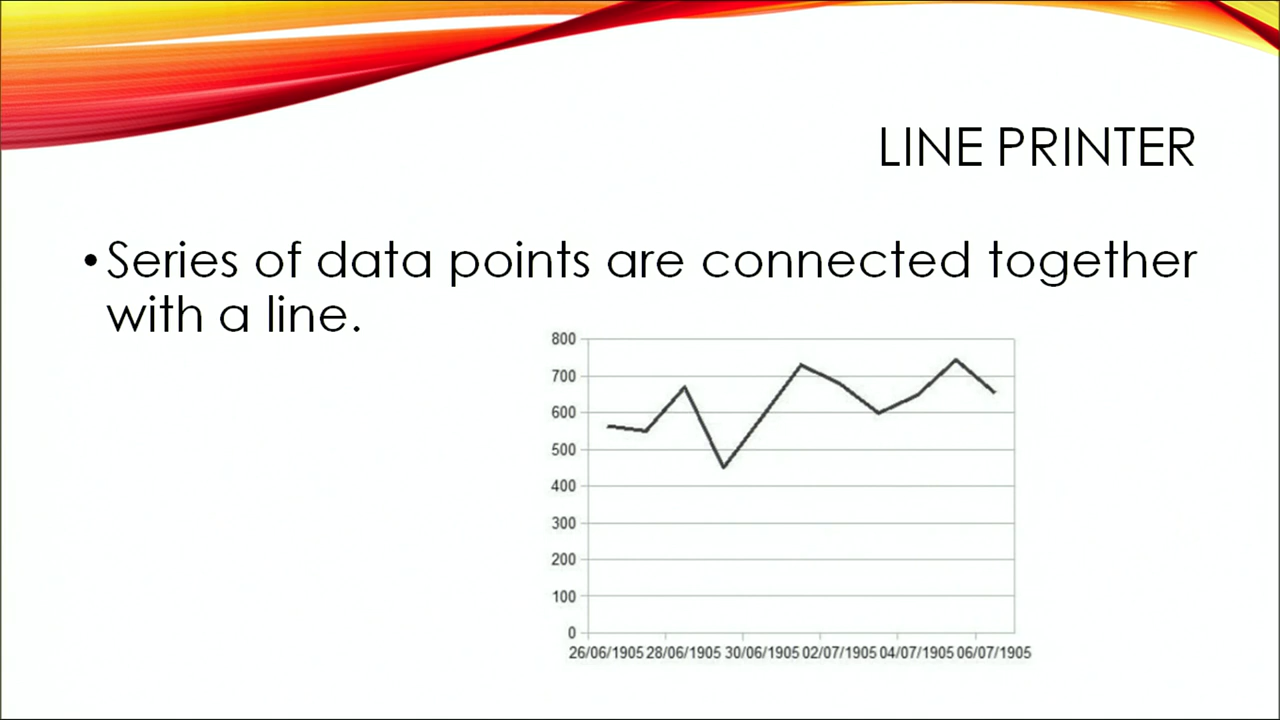 LINE PRINTER
•Series of data points are connected together
with a line.
800
700
600
500
400
300
200
100
0
26/06/1905 28/06/1905 30/06/1905 02/07/1905 04/07/1905 06/07/1905